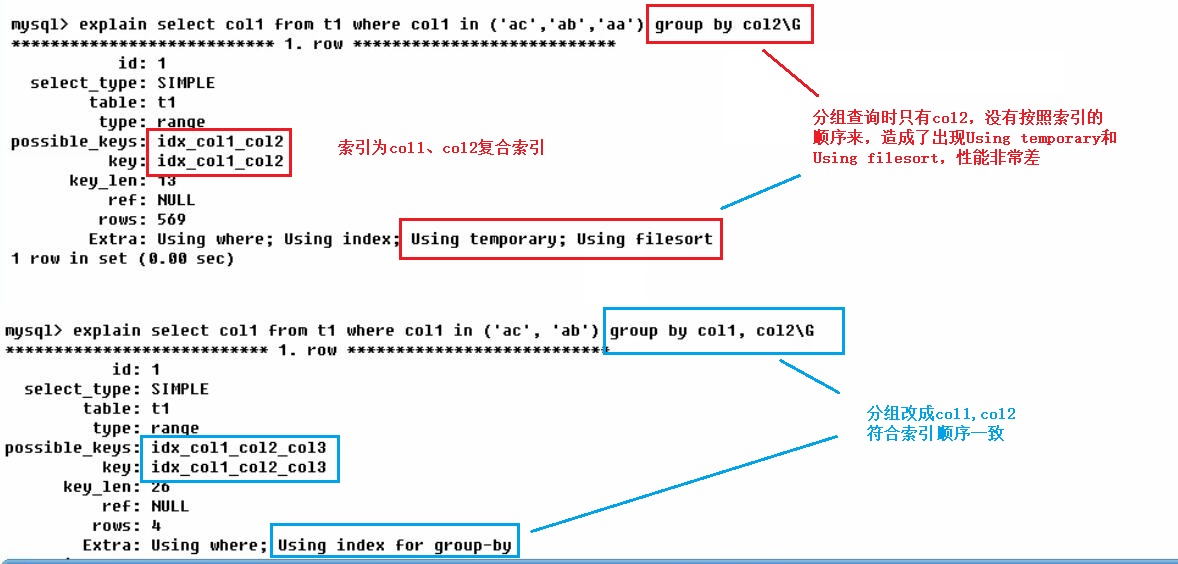 mysql> explain select col1 from t1 where col1 in ('ac','ab','aa') group by col2\G
*************************** 1. row ***************************
id: 1
select_type: SIMPLE
table: t1
type: range
possible_keys: idx_col1_col2
key: idx_col1_col2
key_len: 13
ref: NULL
rows: 569
Extra: Using where; Using index; Using temporary; Using filesort
1 row in set (0.00 sec)
索引为col1、col2复合索引
分组查询时只有col2，没有按照索引的
顺序来，造成了出现Using temporary和
Using filesort，性能非常差
mysql> explain select col1 from t1 where col1 in ('ac', 'ab') group by col1, col2\G
*************************** 1. row ***************************
id: 1
select_type: SIMPLE
table: t1
type: range
possible_keys: idx_col1_col2_col3
key: idx_col1_col2_col3
key_len: 26
ref: NULL
rows: 4
Extra: Using where; Using index for group-by
分组改成col1,col2
符合索引顺序一致